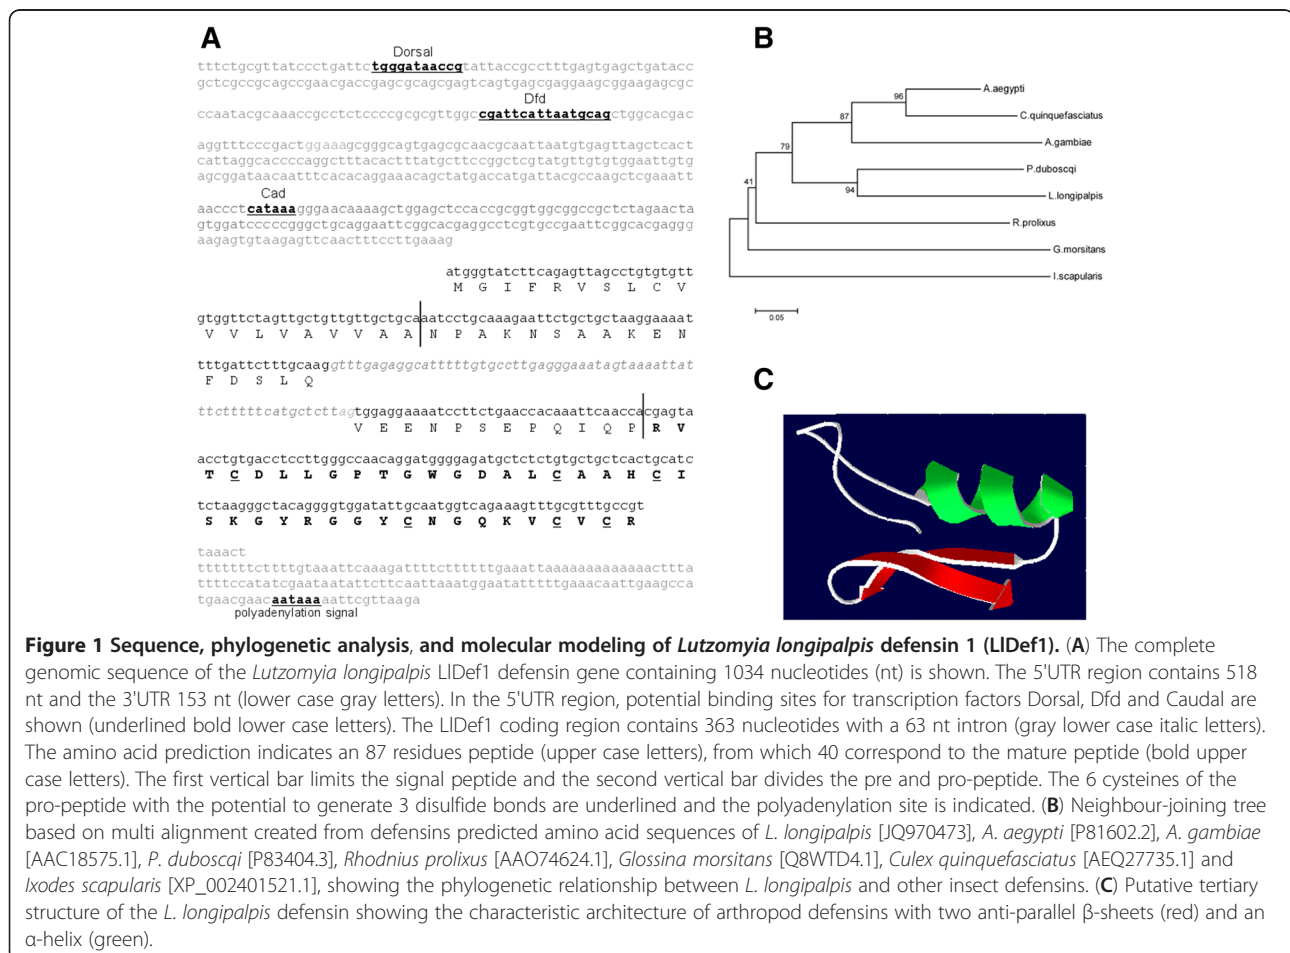 A
Dorsal
tttctgcgttatccctgattctgggataaccgtattaccgcctttgagtgagctgatacc
gctcgccgcagccgaacgaccgagcgcagcgagtcagtgagcgaggaagcggaagagcgc
Dfd
ccaatacgcaaaccgcctctccccgcgcgttggccgattcattaatgcagctggcacgac
aggtttcccgactggaaagcgggcagtgagcgcaacgcaattaatgtgagttagctcact
cattaggcaccccaggctttacactttatgcttccggctcgtatgttgtgtggaattgtg
agcggataacaatttcacacaggaaacagctatgaccatgattacgccaagctcgaaatt
Cad
aaccctcataaagggaacaaaagctggagctccaccgcggtggcggccgctctagaacta
gtggatcccccgggctgcaggaattcggcacgaggcctcgtgccgaattcggcacgaggg
aagagtgtaagagttcaactttccttgaaag
atgggtatcttcagagttagcctgtgtgtt
M G I F R V S L C V
gtggttctagttgctgttgttgctgcaaatcctgcaaagaattctgctgctaaggaaaat
V V L V A V V A A N P A K N S A A K E N
tttgattctttgcaaggtttgagaggcatttttgtgccttgagggaaatagtaaaattat
F D S L Q
ttctttttcatgctcttagtggaggaaaatccttctgaaccacaaattcaaccacgagta
V E E N P S E P Q I Q P R V
acctgtgacctccttgggccaacaggatggggagatgctctctgtgctgctcactgcatc
T C D L L G P T G W G D A L C A A H C I
tctaagggctacaggggtggatattgcaatggtcagaaagtttgcgtttgccgt
S K G Y R G G Y C N G Q K V C V C R
taaact
tttttttcttttgtaaattcaaagattttcttttttgaaattaaaaaaaaaaaaacttta
ttttccatatcgaataatattcttcaattaaatggaatatttttgaaacaattgaagcca
tgaacgaacaataaaaattcgttaaga
polyadenylation signal
B
A.aegypti
96
C.quinquefasciatus
87
A.gambiae
79
P.duboscqi
94
L.longipalpis
41
R.prolixus
G.morsitans
I.scapularis
0.05
C
Figure 1 Sequence, phylogenetic analysis, and molecular modeling of Lutzomyia longipalpis defensin 1 (LlDef1). (A) The complete
genomic sequence of the Lutzomyia longipalpis LlDef1 defensin gene containing 1034 nucleotides (nt) is shown. The 5'UTR region contains 518
nt and the 3'UTR 153 nt (lower case gray letters). In the 5'UTR region, potential binding sites for transcription factors Dorsal, Dfd and Caudal are
shown (underlined bold lower case letters). The LlDef1 coding region contains 363 nucleotides with a 63 nt intron (gray lower case italic letters).
The amino acid prediction indicates an 87 residues peptide (upper case letters), from which 40 correspond to the mature peptide (bold upper
case letters). The first vertical bar limits the signal peptide and the second vertical bar divides the pre and pro-peptide. The 6 cysteines of the
pro-peptide with the potential to generate 3 disulfide bonds are underlined and the polyadenylation site is indicated. (B) Neighbour-joining tree
based on multi alignment created from defensins predicted amino acid sequences of L. longipalpis [JQ970473], A. aegypti [P81602.2], A. gambiae
[AAC18575.1], P. duboscqi [P83404.3], Rhodnius prolixus [AAO74624.1], Glossina morsitans [Q8WTD4.1], Culex quinquefasciatus [AEQ27735.1] and
Ixodes scapularis [XP_002401521.1], showing the phylogenetic relationship between L. longipalpis and other insect defensins. (C) Putative tertiary
structure of the L. longipalpis defensin showing the characteristic architecture of arthropod defensins with two anti-parallel β-sheets (red) and an
α-helix (green).